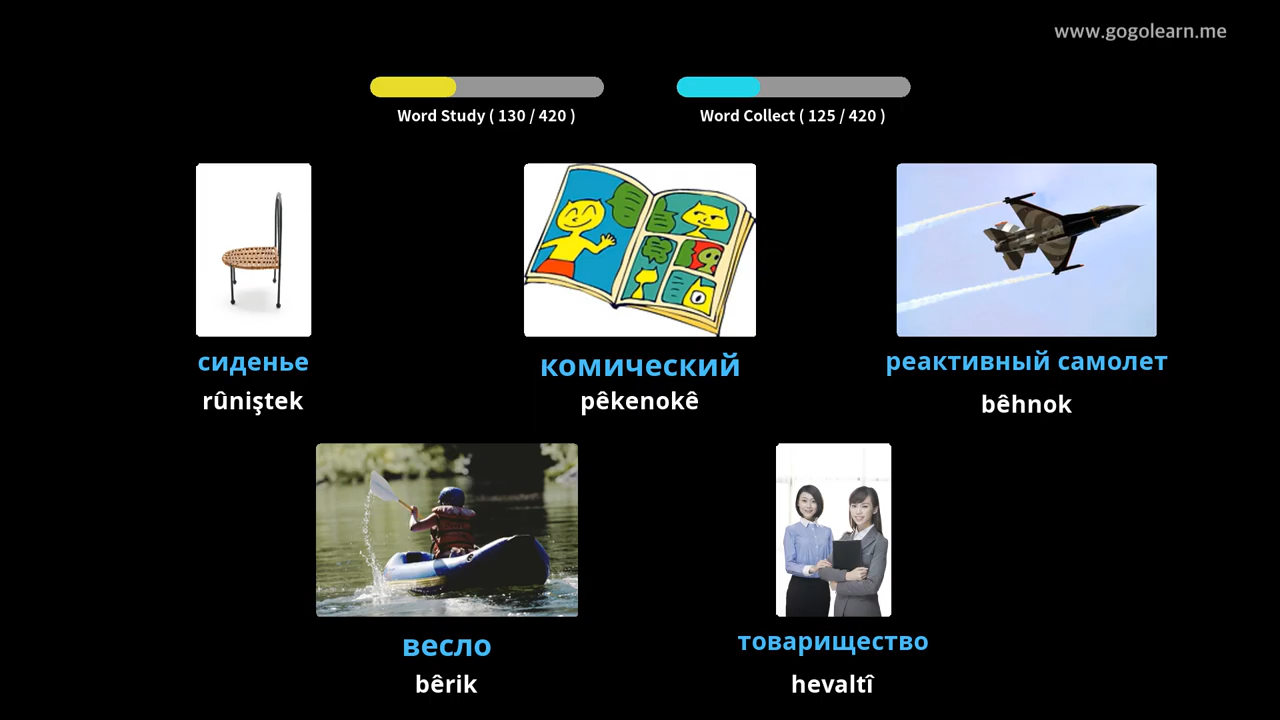 www.gogolearn.me
Word Study ( 130 / 420 )
Word Collect ( 125 / 420 )
сиденье
rûniştek
комический
pêkenokê
реактивный самолет
bêhnok
весло
bêrik
товарищество
hevaltî